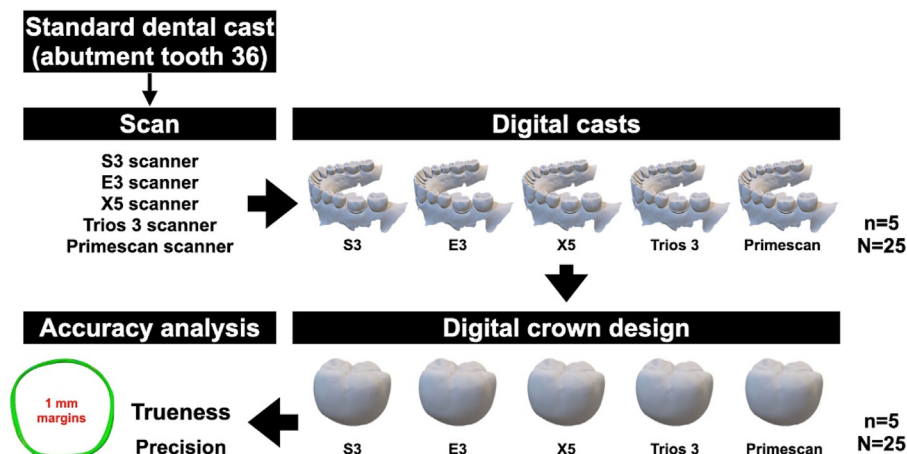 Standard dental cast
(abutment tooth 36)
Scan
Digital casts
S3 scanner
E3 scanner
X5 scanner
Trios 3 scanner
Primescan scanner
S3
E3
X5
Trios 3
Primescan
n=5
N=25
Accuracy analysis
Digital crown design
1 mm
margins
Trueness
Precision
S3
E3
X5
Trios 3
Primescan
n=5
N=25